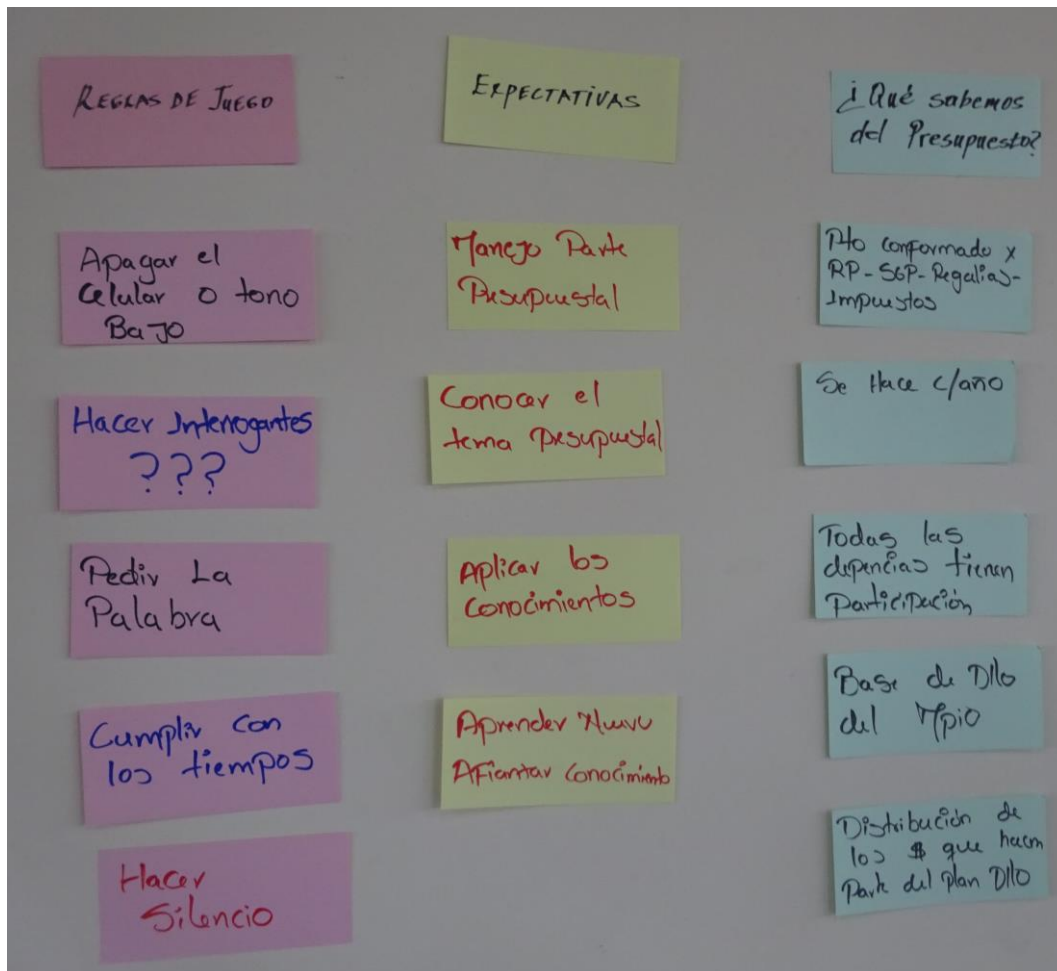 REGLAS DE JUEGO
Apagar el
Celular o tono
Bajo
Hacer Interrogantes
???
Pedir La
Palabra
Cumplir con
los tiempos
Hacer
Silencio
EXPECTATIVAS
Manejo Parte
Presupuestal
Conocer el
tema Presupuestal
Aplicar los
Conocimientos
Aprender Nuevo
Afiantar Conocimiento
¿Qué sabemos
del Presupuesto?
Pto conformado x
RP-SGP-Regalias-
Impuestos
Se Hace c/año
Todas las
depencias tienen
Participación
Base de Dllo
del Mpio
Distribución de
los $ que hacen
Parte del plan Dllo